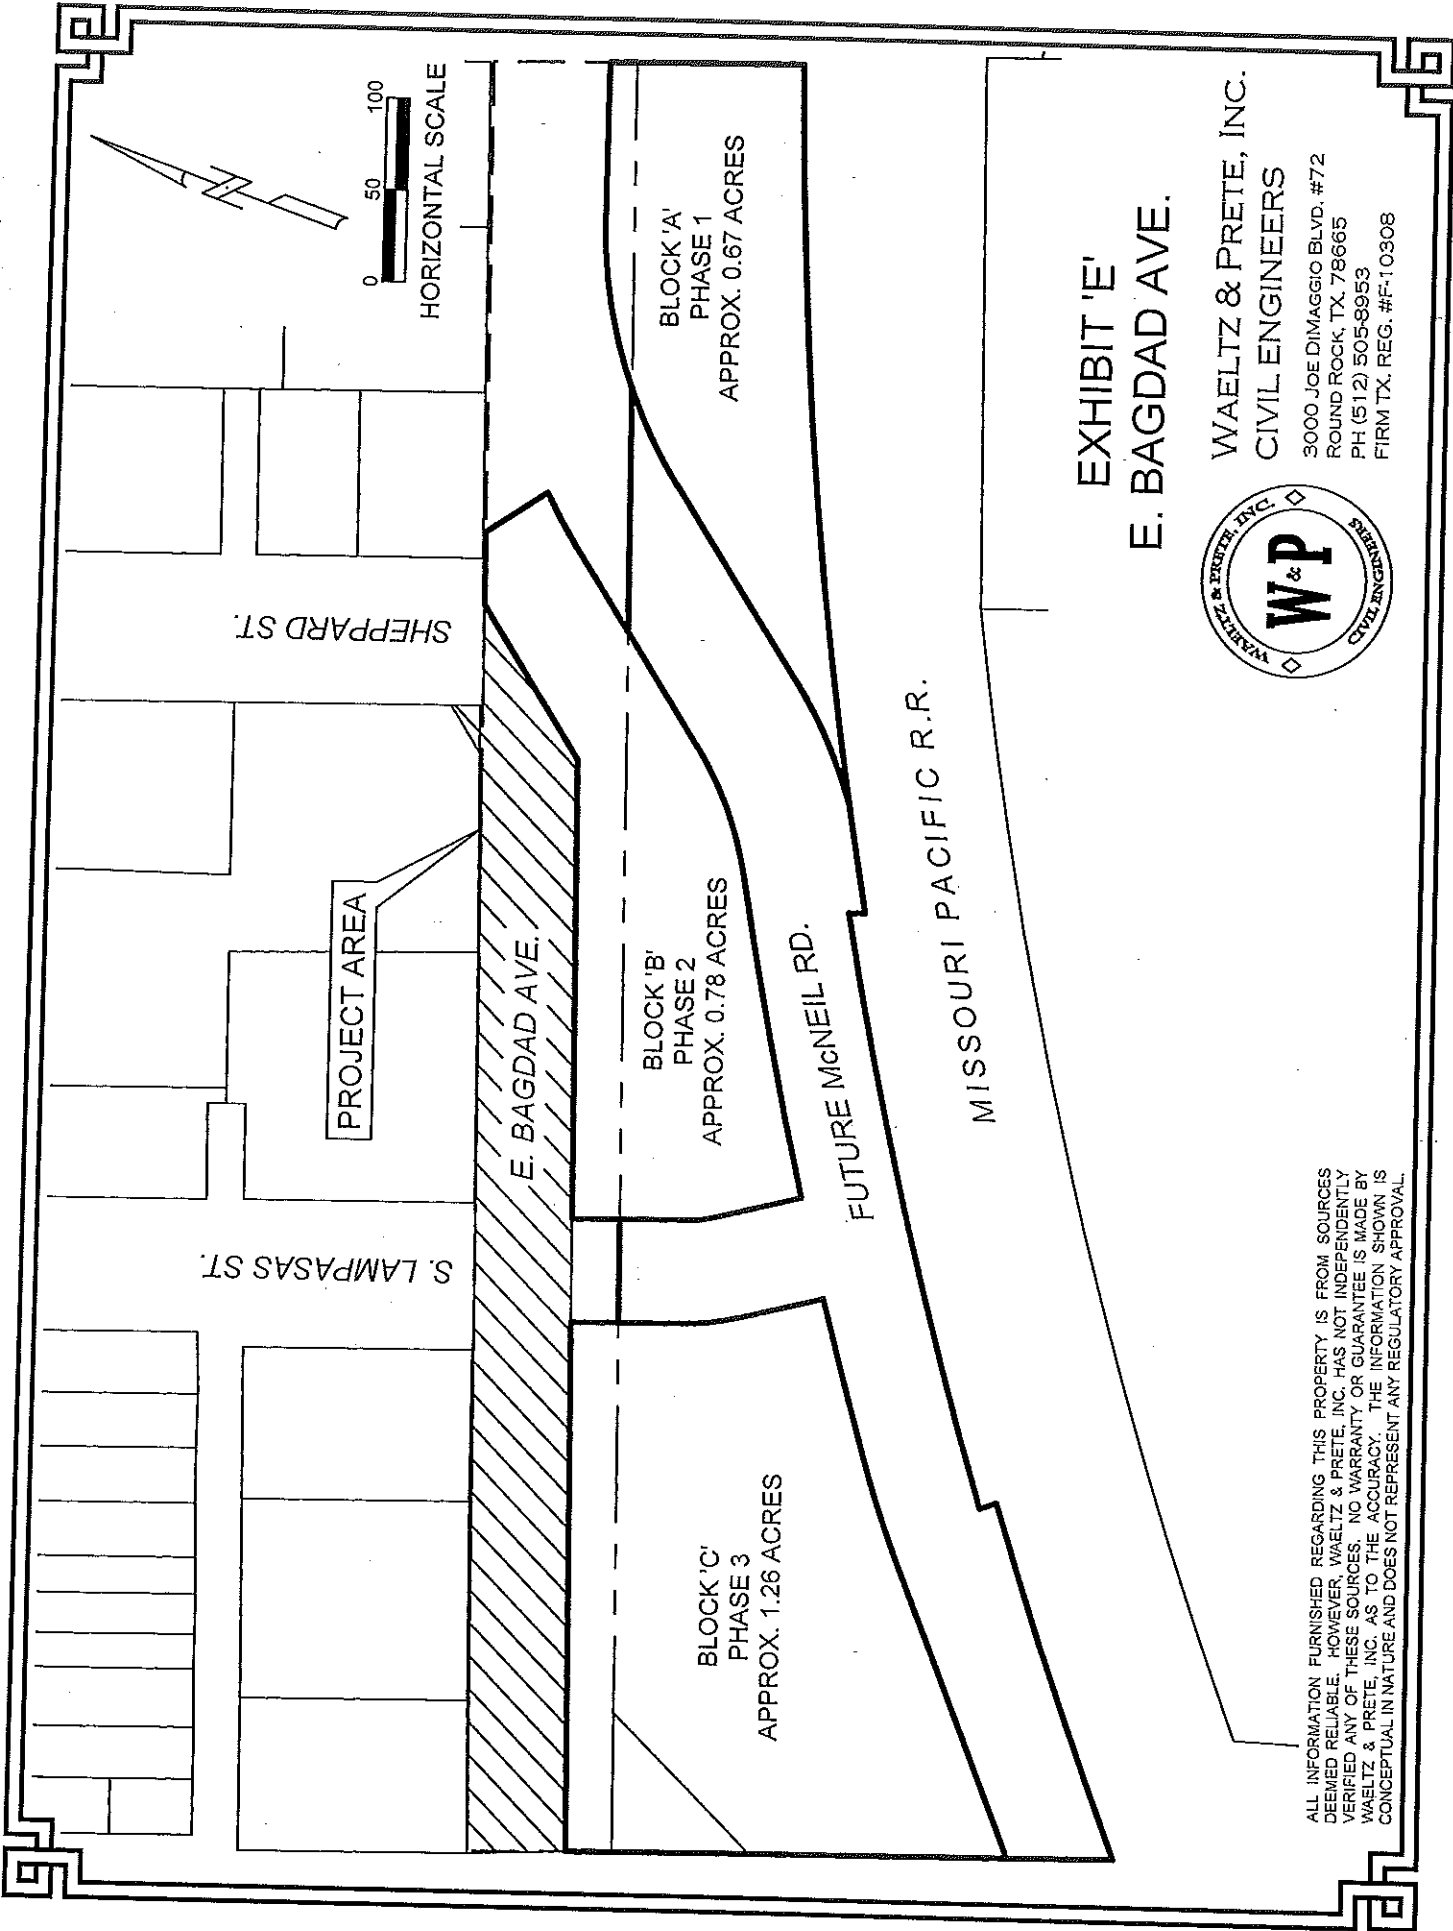 0 50 100
HORIZONTAL SCALE
S. LAMPASAS ST.
SHEPPARD ST.
PROJECT AREA
E. BAGDAD AVE.
BLOCK 'C'
PHASE 3
APPROX. 1.26 ACRES
BLOCK 'B'
PHASE 2
APPROX. 0.78 ACRES
BLOCK 'A'
PHASE 1
APPROX. 0.67 ACRES
FUTURE McNEIL RD.
MISSOURI PACIFIC R.R.
EXHIBIT 'E'
E. BAGDAD AVE.
WAELTZ & PRETE, INC.
W&P
CIVIL ENGINEERS
WAELTZ & PRETE, INC.
CIVIL ENGINEERS
3000 JOE DIMAGGIO BLVD. #72
ROUND ROCK, TX. 78665
PH (512) 505-8953
FIRM TX. REG. #F-10308
ALL INFORMATION FURNISHED REGARDING THIS PROPERTY IS FROM SOURCES
DEEMED RELIABLE. HOWEVER, WAELTZ & PRETE, INC. HAS NOT INDEPENDENTLY
VERIFIED ANY OF THESE SOURCES. NO WARRANTY OR GUARANTEE IS MADE BY
WAELTZ & PRETE, INC. AS TO THE ACCURACY. THE INFORMATION SHOWN IS
CONCEPTUAL IN NATURE AND DOES NOT REPRESENT ANY REGULATORY APPROVAL.